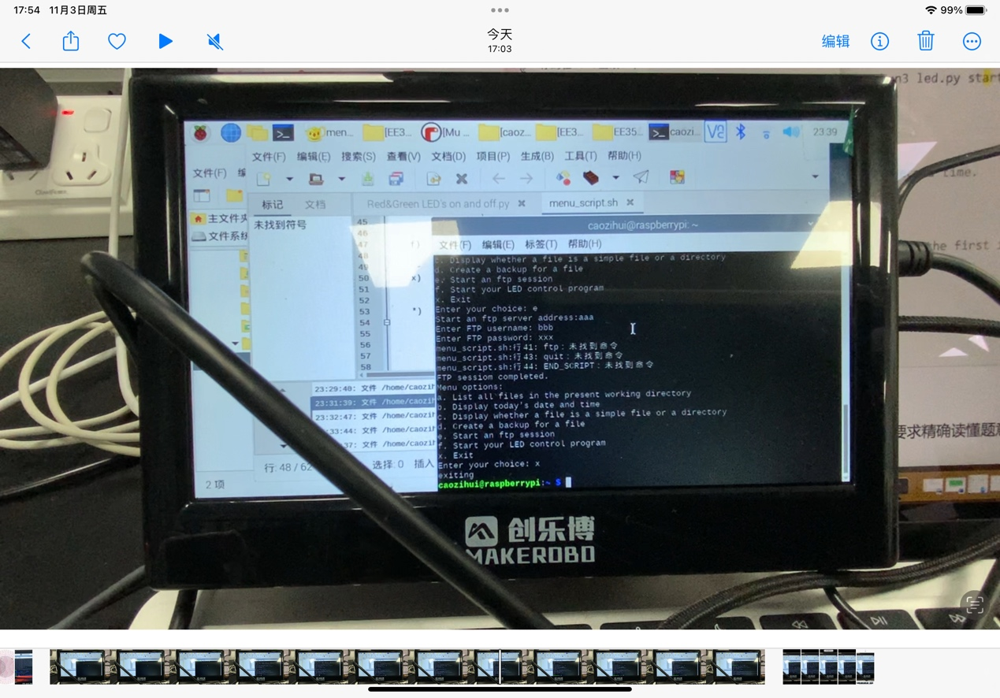 17:54 11月3日周五
99%
今天
17:03
编辑
n3 led.py star
23:39
men...
[EE3...
[Mu ...
[caoz...
[EE3...
EE35...
caozi...
文件(F) 编辑(E) 搜索(S) 查看(V) 文档(D) 项目(P) 生成(B) 工具(T) 帮助(H)
文件(F) 编
time.
标记 文档
Red&Green LED's on and off.py
menu_script.sh
主文件夹
文件系统
未找到符号
45
46
47 f)
48
49
50 x)
51
52
53 *)
54
55
56
57
58
caozihui@raspberrypi: ~
文件(F) 编辑(E) 标签(T) 帮助(H)
c. Display whether a file is a simple file or a directory
d. Create a backup for a file
e. Start an ftp session
f. Start your LED control program
x. Exit
Enter your choice: e
Start an ftp server address:aaa
Enter FTP username: bbb
Enter FTP password: xxx
menu_script.sh:行41: ftp：未找到命令
menu_script.sh:行43: quit：未找到命令
menu_script.sh:行44: END_SCRIPT：未找到命令
FTP session completed.
Menu options:
a. List all files in the present working directory
b. Display today's date and time
c. Display whether a file is a simple file or a directory
d. Create a backup for a file
e. Start an ftp session
f. Start your LED control program
x. Exit
Enter your choice: x
exiting
caozihui@raspberrypi:~ $
23:29:40: 文件 /home/caozih
23:31:39: 文件 /home/caozih
23:32:47: 文件 /home/caozih
33:44: 文件 /home/caozih
37: 文件 /home/caozih
行: 48 / 62
选择: 0
插入
2 项
the first
要求精确读懂题意
创乐博
MAKEROBO